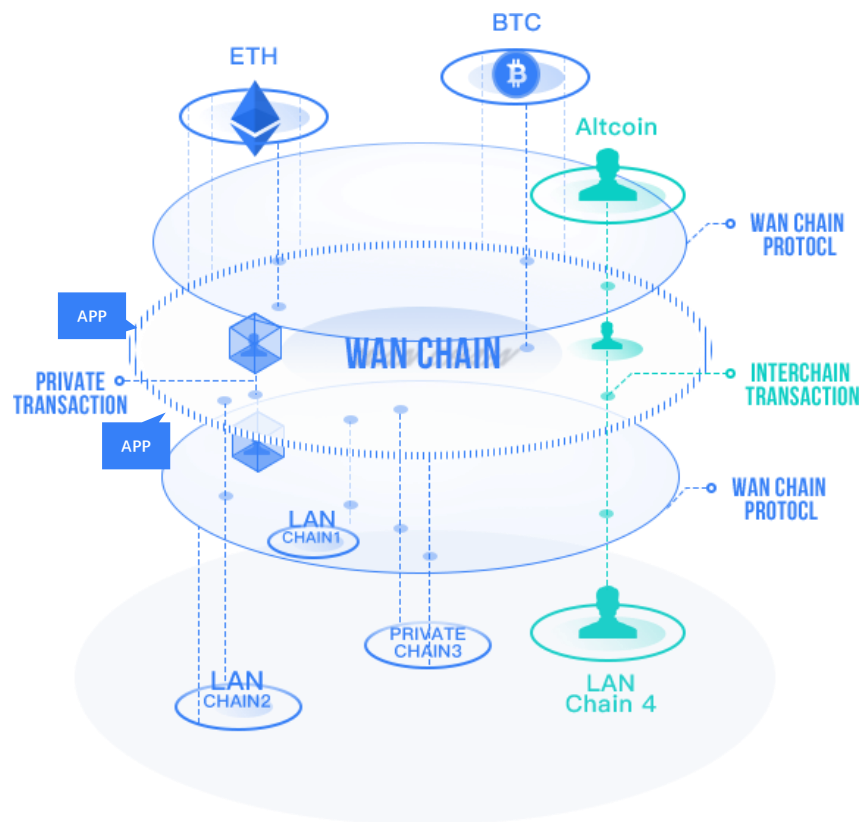 BTC
ETH
Altcoin
WAN CHAIN
PROTOCL
APP
WAN CHAIN
PRIVATE
TRANSACTION
INTERCHAIN
TRANSACTION
APP
WAN CHAIN
PROTOCL
LAN
CHAIN1
PRIVATE
CHAIN3
LAN
CHAIN2
LAN
Chain 4